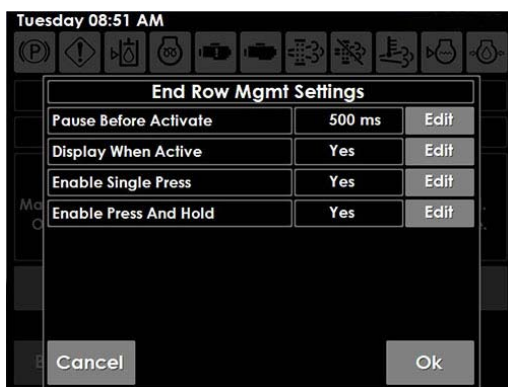 Tuesday 08:51 AM
End Row Mgmt Settings
Pause Before Activate 500 ms Edit
Display When Active Yes Edit
Enable Single Press Yes Edit
Enable Press And Hold Yes Edit
Cancel Ok